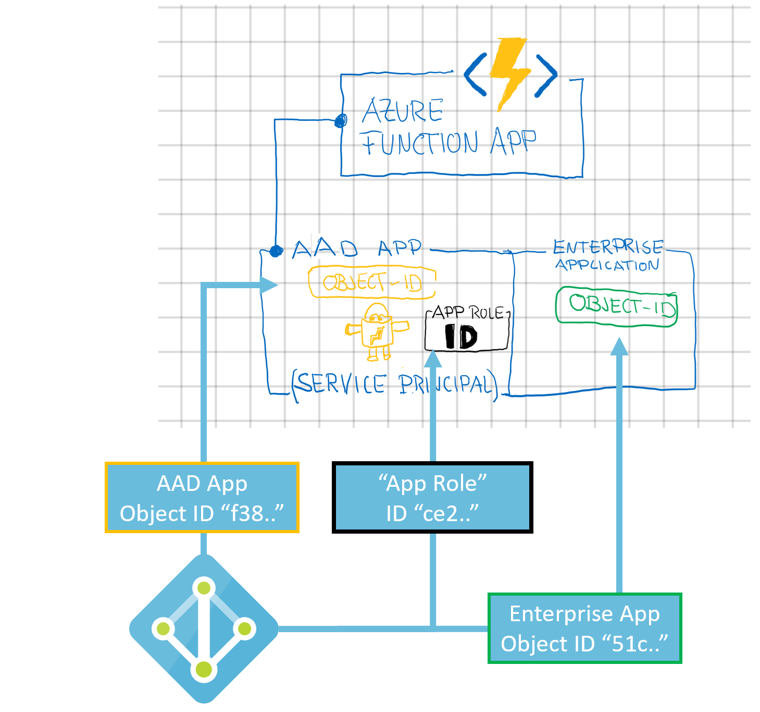 AZURE
FUNCTION APP
AAD APP
ENTERPRISE
APPLICATION
OBJECT-ID
OBJECT-ID
APP ROLE
ID
(SERVICE PRINCIPAL)
AAD App
Object ID “f38..”
“App Role”
ID “ce2..”
Enterprise App
Object ID “51c..”